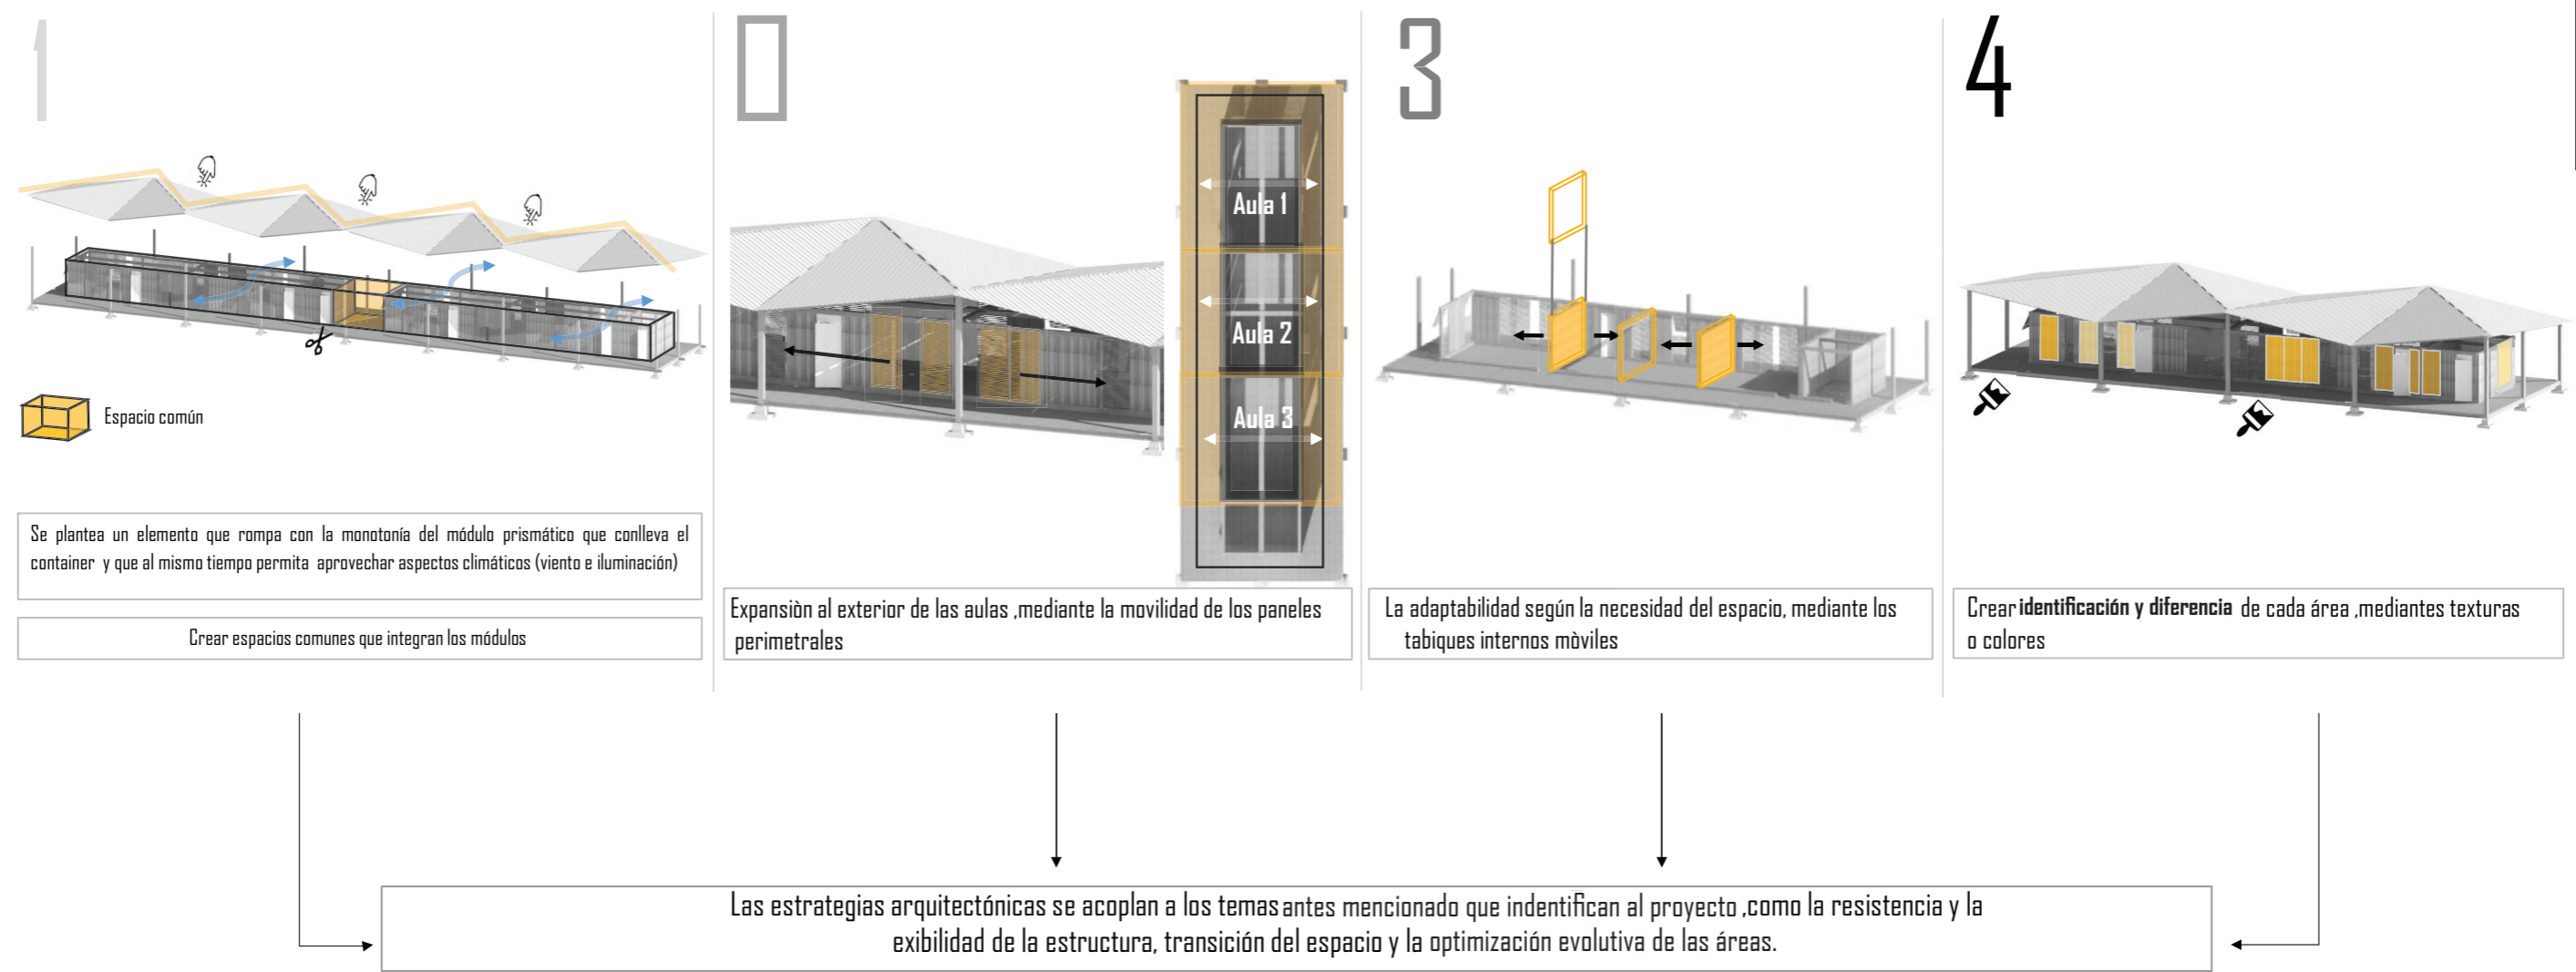 1
Espacio común
Se plantea un elemento que rompa con la monotonía del módulo prismático que conlleva el
container y que al mismo tiempo permita aprovechar aspectos climáticos (viento e iluminación)
Crear espacios comunes que integran los módulos
Aula 1
Aula 2
Aula 3
Expansiòn al exterior de las aulas ,mediante la movilidad de los paneles
perimetrales
3
La adaptabilidad según la necesidad del espacio, mediante los
tabiques internos mòviles
4
Crear identificación y diferencia de cada área ,mediantes texturas
o colores
Las estrategias arquitectónicas se acoplan a los temas antes mencionado que indentifican al proyecto ,como la resistencia y la
exibilidad de la estructura, transición del espacio y la optimización evolutiva de las áreas.